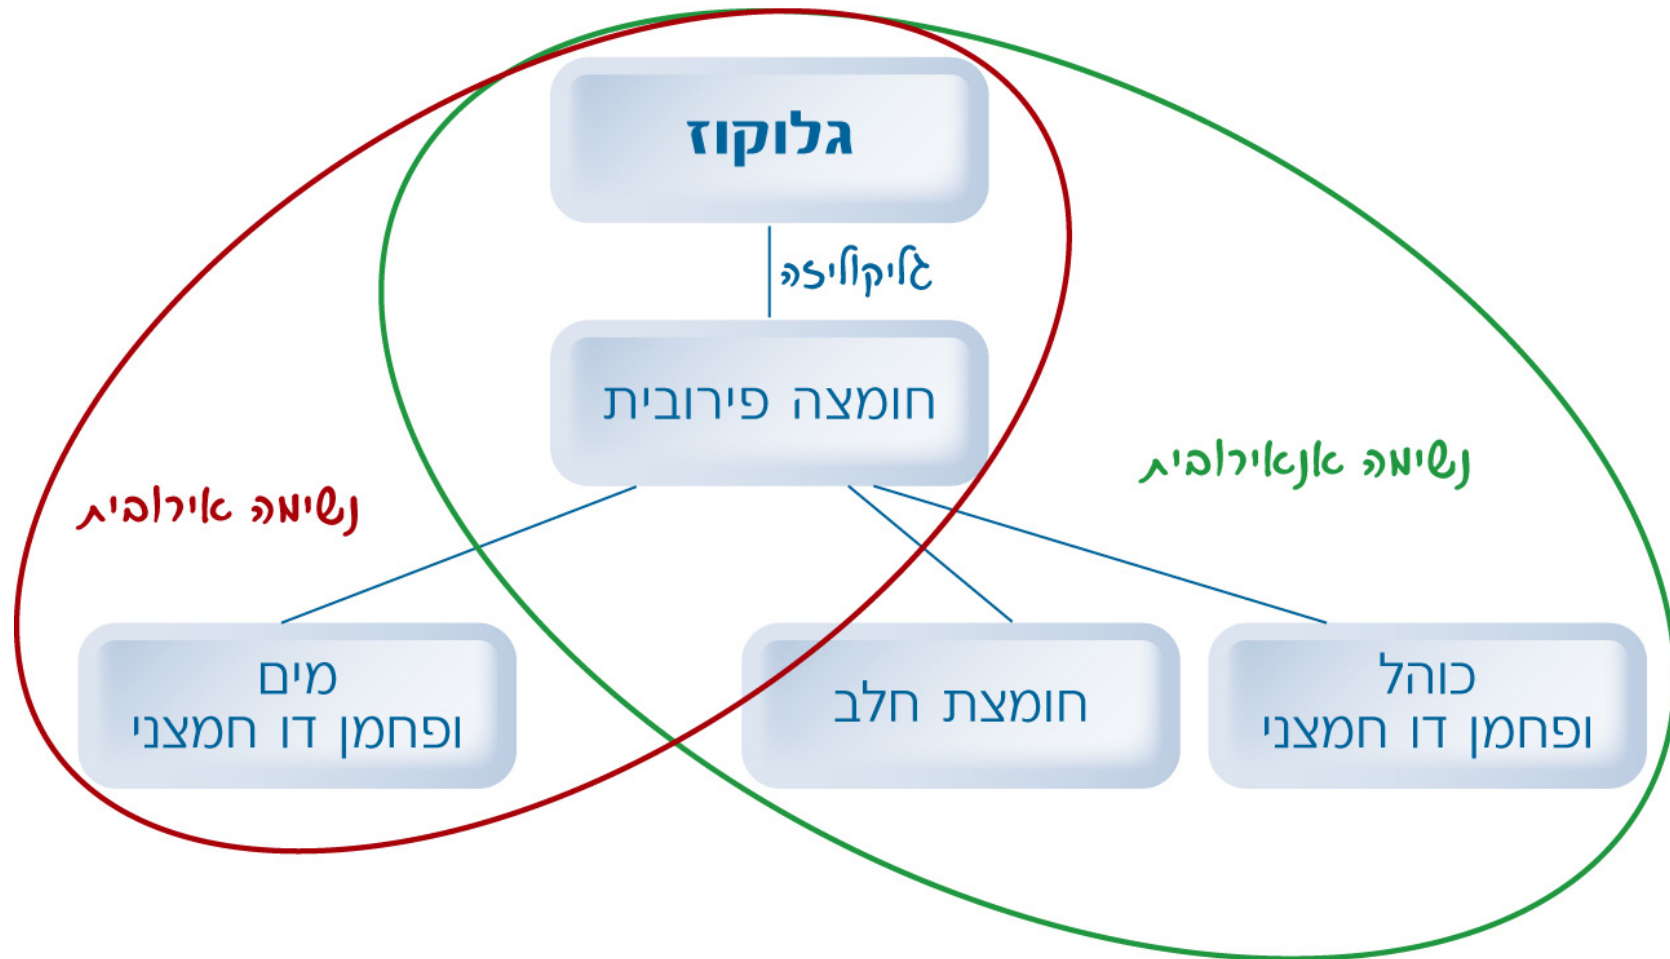 גלוקוז
גליקוליזה
חומצה פירובית
נשימה אנאירובית
נשימה אירובית
כוהל
ופחמן דו חמצני
חומצת חלב
מים
ופחמן דו חמצני